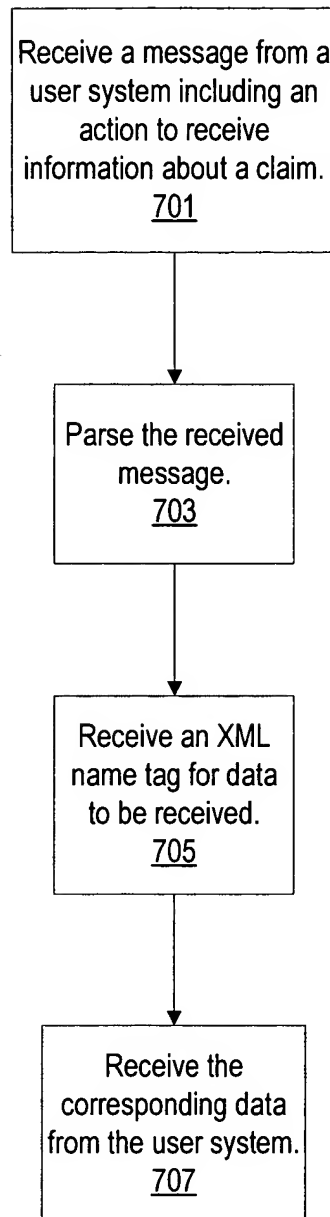 Receive a message from a
user system including an
action to receive
information about a claim.
701
Parse the received
message.
703
Receive an XML
name tag for data
to be received.
705
Receive the
corresponding data
from the user system.
707